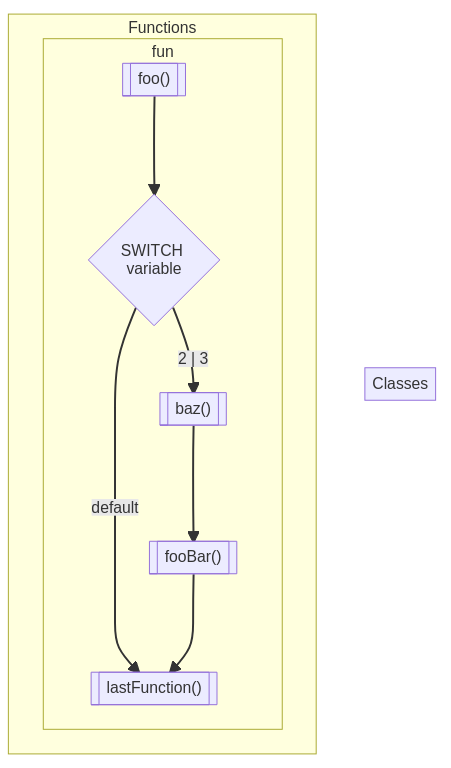 Functions
fun
foo()
SWITCH
variable
2 | 3
Classes
baz()
default
fooBar()
lastFunction()